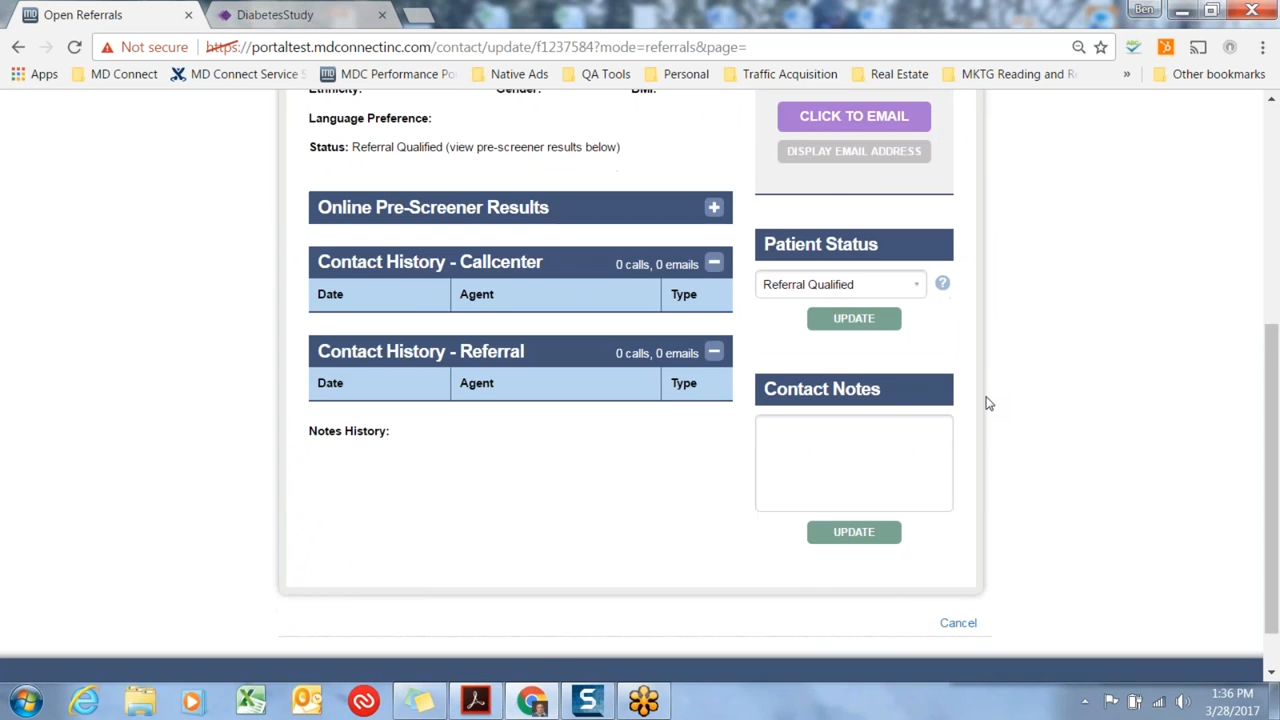 Open Referrals
DiabetesStudy
Ben
Not secure
https://portaltest.mdconnectinc.com/contact/update/f1237584?mode=referrals&page=
ABC
Apps
MD Connect
MD Connect Service
MDC Performance Po
Native Ads
QA Tools
Personal
Traffic Acquisition
Real Estate
MKTG Reading and R
»
Other bookmarks
Ethnicity: Gender: BMI:
Language Preference:
Status: Referral Qualified (view pre-screener results below)
CLICK TO EMAIL
DISPLAY EMAIL ADDRESS
Online Pre-Screener Results
Contact History - Callcenter 0 calls, 0 emails
Date Agent Type
Contact History - Referral 0 calls, 0 emails
Date Agent Type
Notes History:
Patient Status
Referral Qualified
?
UPDATE
Contact Notes
UPDATE
Cancel
1:36 PM
3/28/2017